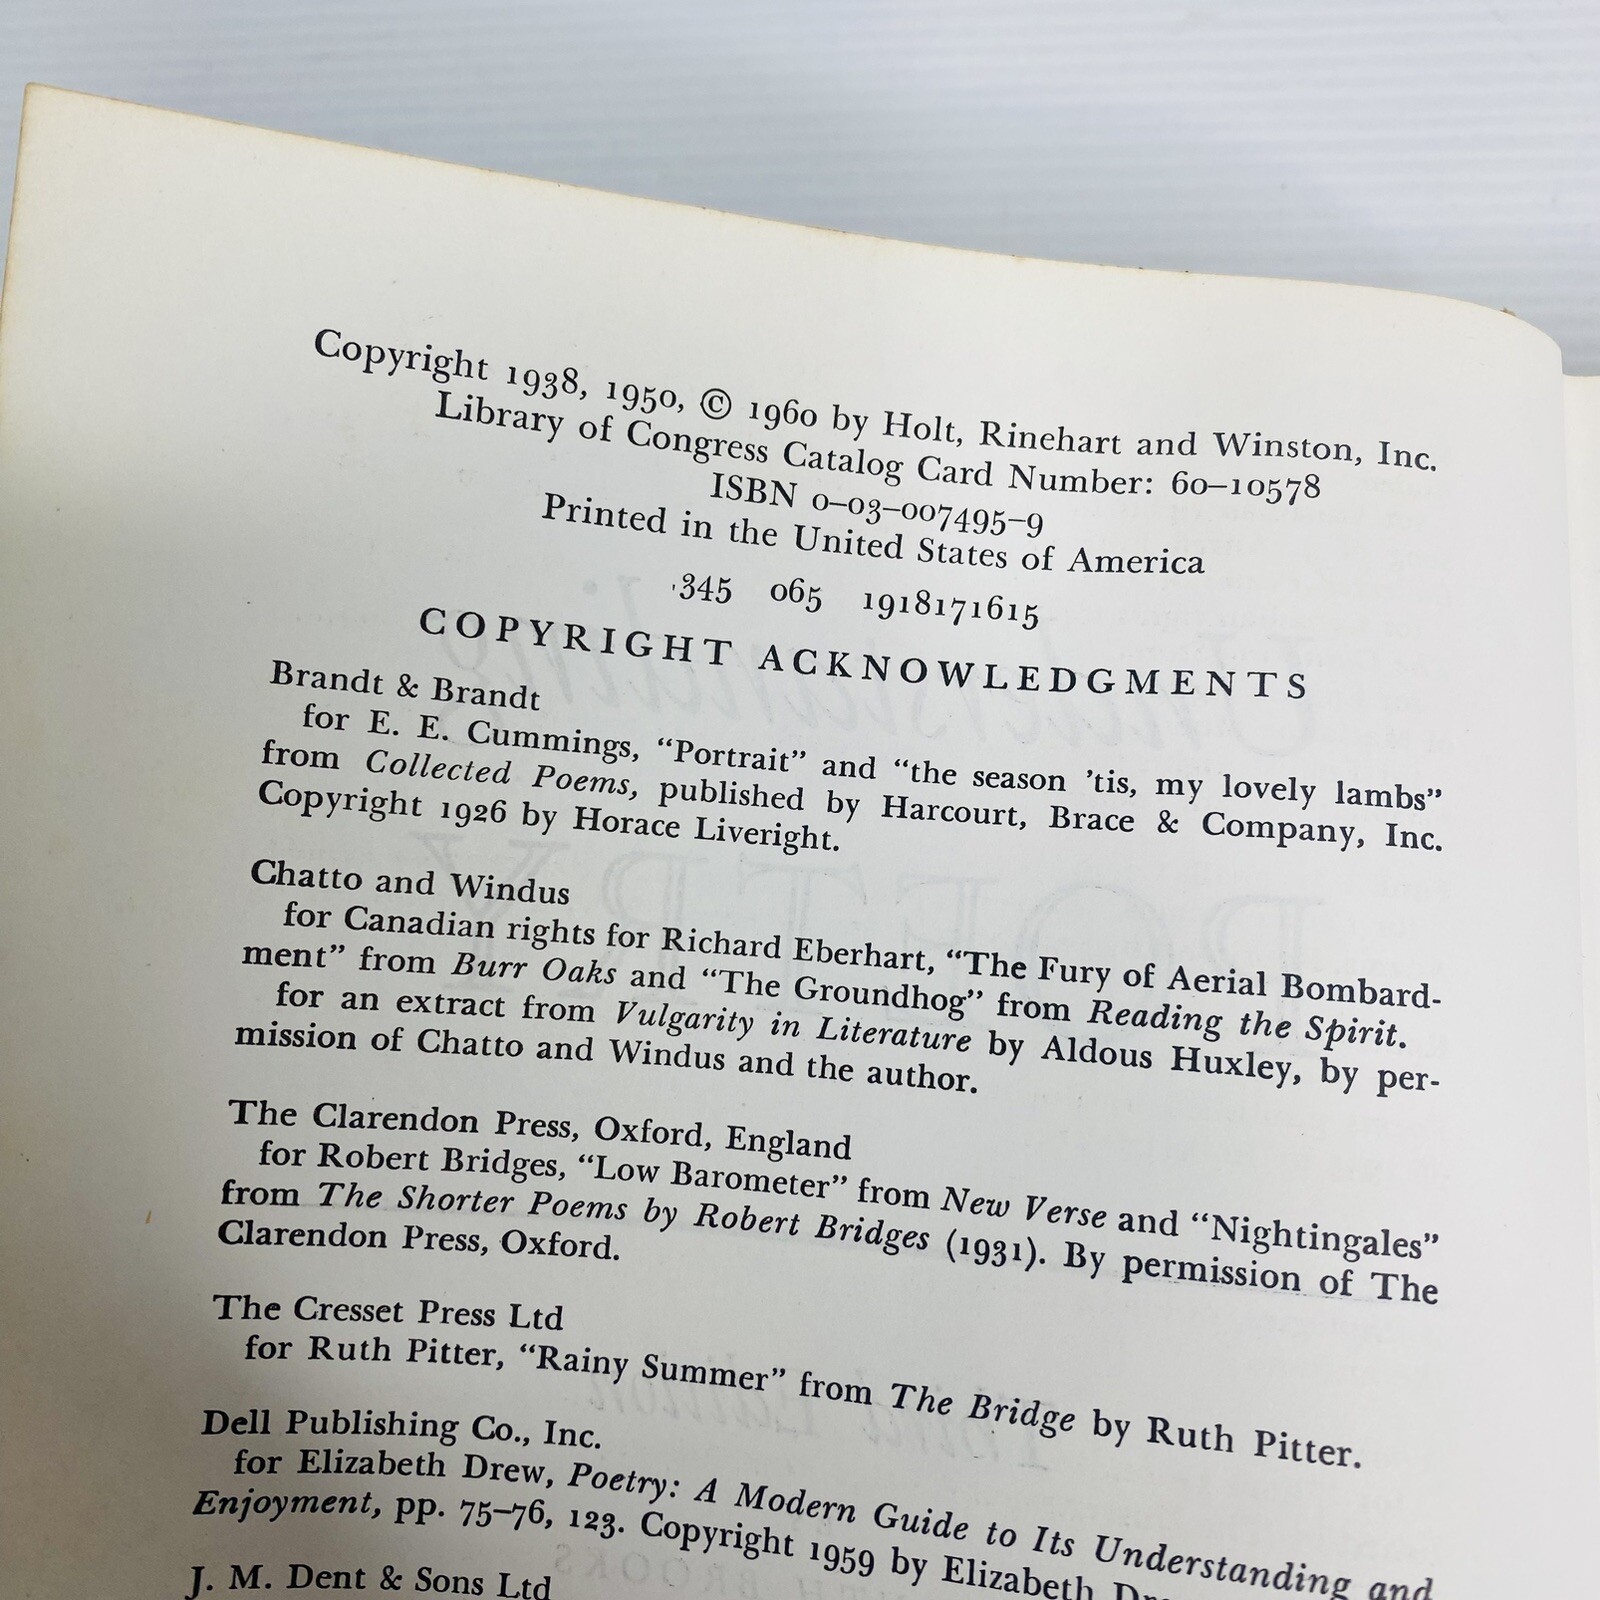 Copyright 1938, 1950, © 1960 by Holt, Rinehart and Winston, Inc.
Library of Congress Catalog Card Number: 60–10578
ISBN 0–03–007495–9
Printed in the United States of America
345 065 1918171615
COPYRIGHT ACKNOWLEDGMENTS
Brandt & Brandt
for E. E. Cummings, “Portrait” and “the season ’tis, my lovely lambs”
from Collected Poems, published by Harcourt, Brace & Company, Inc.
Copyright 1926 by Horace Liveright.
Chatto and Windus
for Canadian rights for Richard Eberhart, “The Fury of Aerial Bombard-
ment” from Burr Oaks and “The Groundhog” from Reading the Spirit.
for an extract from Vulgarity in Literature by Aldous Huxley, by per-
mission of Chatto and Windus and the author.
The Clarendon Press, Oxford, England
for Robert Bridges, “Low Barometer” from New Verse and “Nightingales”
from The Shorter Poems by Robert Bridges (1931). By permission of The
Clarendon Press, Oxford.
The Cresset Press Ltd
for Ruth Pitter, “Rainy Summer” from The Bridge by Ruth Pitter.
Dell Publishing Co., Inc.
for Elizabeth Drew, Poetry: A Modern Guide to Its Understanding and
Enjoyment, pp. 75–76, 123. Copyright 1959 by Elizabeth
J. M. Dent & Sons Ltd